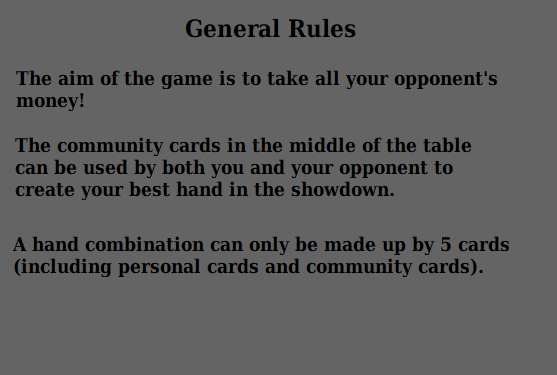 General Rules
The aim of the game is to take all your opponent's
money!
The community cards in the middle of the table
can be used by both you and your opponent to
create your best hand in the showdown.
A hand combination can only be made up by 5 cards
(including personal cards and community cards).